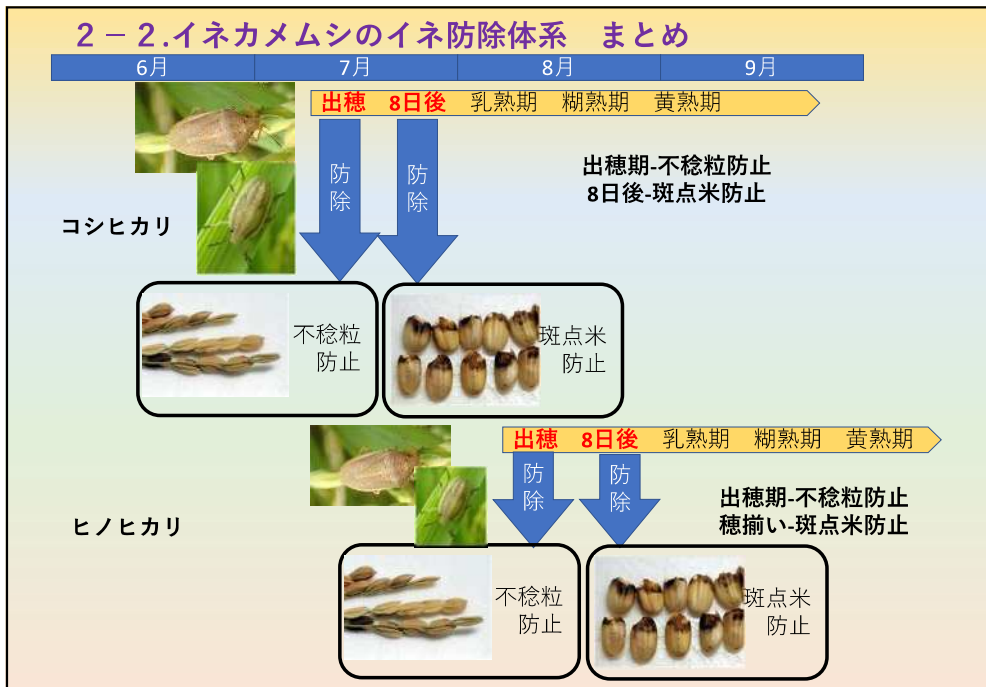 ２－２.イネカメムシのイネ防除体系　まとめ
6月　7月　8月　9月
出穂　8日後　乳熟期　糊熟期　黄熟期
防除
防除
出穂期-不稔粒防止
8日後-斑点米防止
コシヒカリ
不稔粒
防止
斑点米
防止
出穂　8日後　乳熟期　糊熟期　黄熟期
防除
防除
出穂期-不稔粒防止
穂揃い-斑点米防止
ヒノヒカリ
不稔粒
防止
斑点米
防止